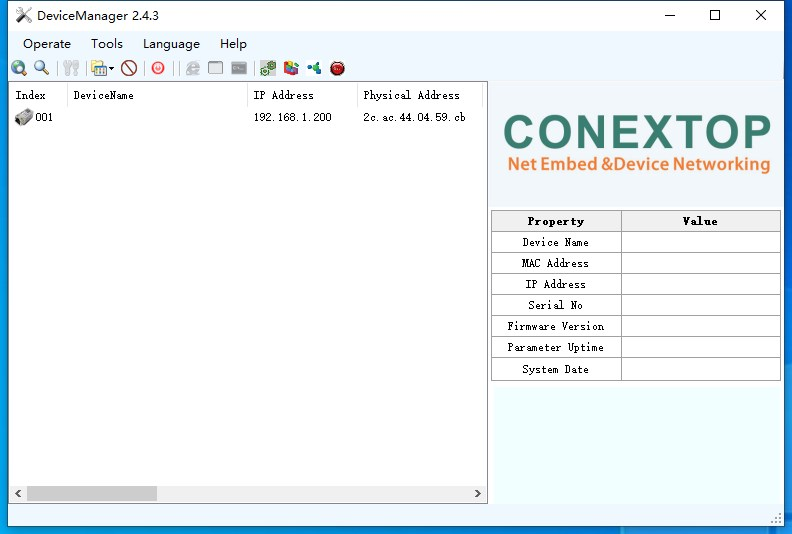 DeviceManager 2.4.3
Operate Tools Language Help
Index DeviceName IP Address Physical Address
001 192.168.1.200 2c.ac.44.04.59.cb
CONEXTOP
Net Embed &Device Networking
Property Value
Device Name
MAC Address
IP Address
Serial No
Firmware Version
Parameter Uptime
System Date